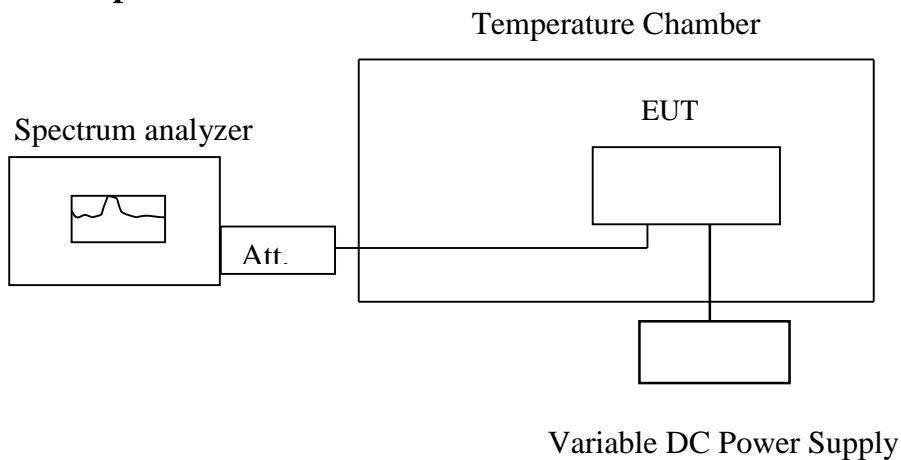 Temperature Chamber
EUT
Spectrum analyzer
Att.
Variable DC Power Supply